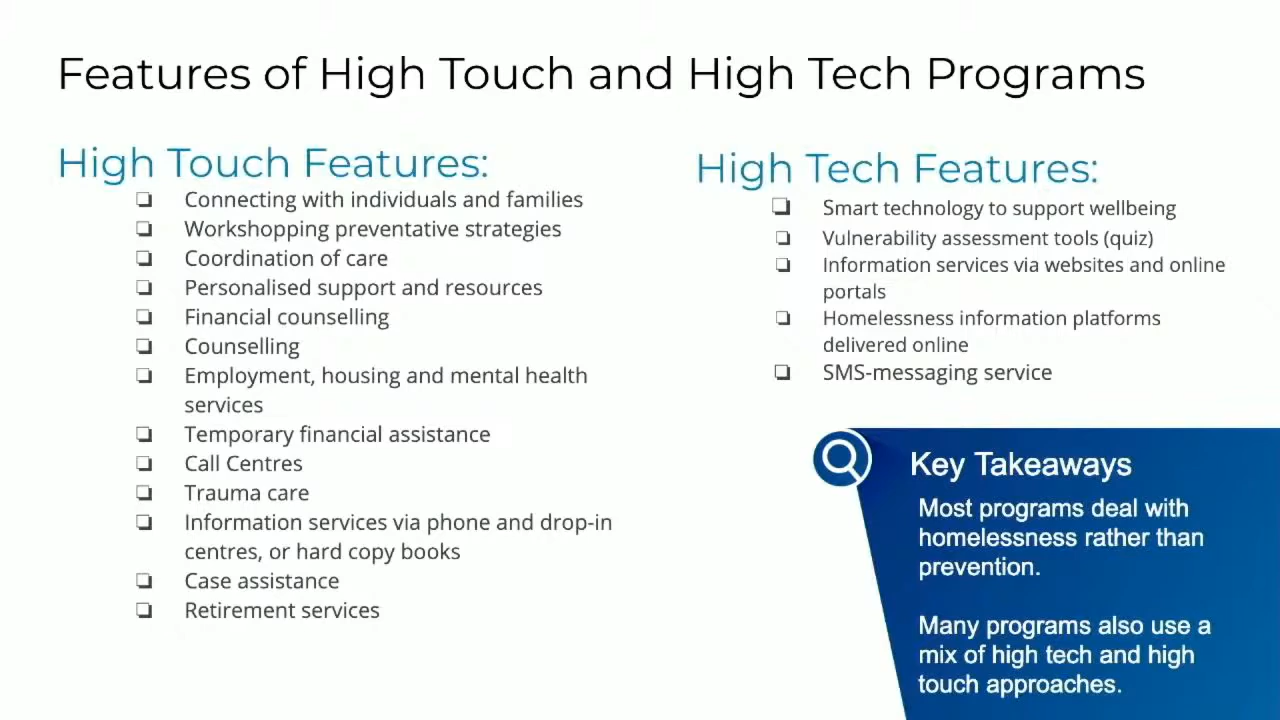 Features of High Touch and High Tech Programs
High Touch Features:
Connecting with individuals and families
Workshopping preventative strategies
Coordination of care
Personalised support and resources
Financial counselling
Counselling
Employment, housing and mental health
services
Temporary financial assistance
Call Centres
Trauma care
Information services via phone and drop-in
centres, or hard copy books
Case assistance
Retirement services
High Tech Features:
Smart technology to support wellbeing
Vulnerability assessment tools (quiz)
Information services via websites and online
portals
Homelessness information platforms
delivered online
SMS-messaging service
Key Takeaways
Most programs deal with
homelessness rather than
prevention.
Many programs also use a
mix of high tech and high
touch approaches.